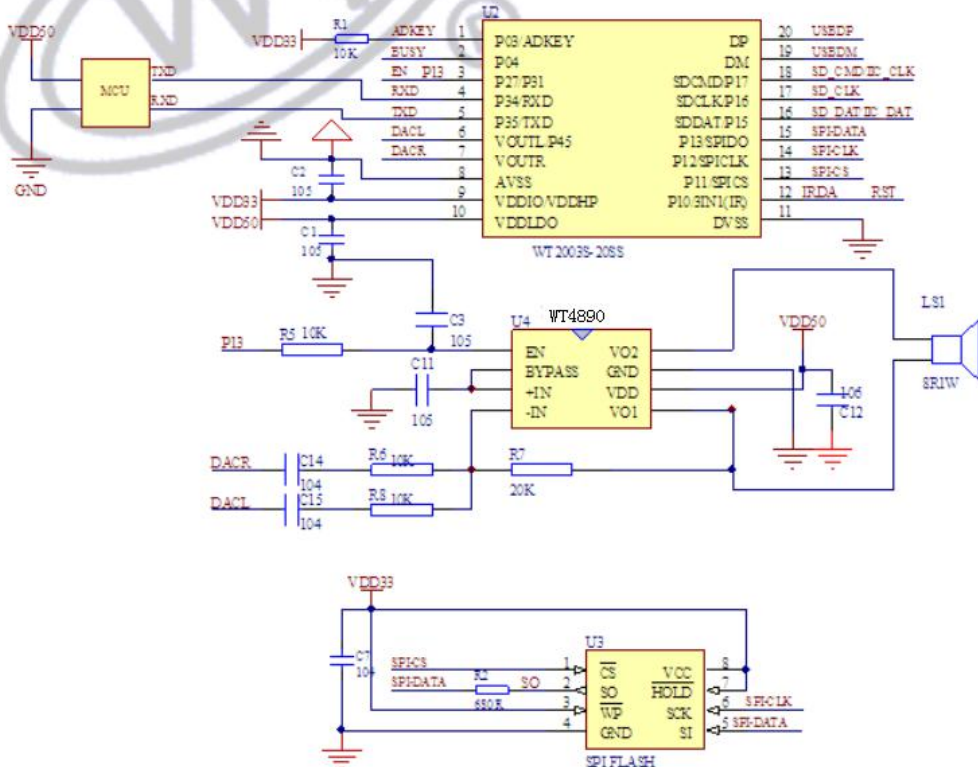 VDD50
MCU
TXD
RXD
GND
VDD33
R1
10K
ADKEY
BUSY
EN P13
RXD
TXD
DACL
DACR
1
2
3
4
5
6
7
8
9
10
U2
P03/ADKEY
P04
P27/P31
P34/RXD
P35/TXD
VOUTL/P45
VOUTR
AVSS
VDDIO/VDDHP
VDDLDO
DP
DM
SDCMD/P17
SDCLK/P16
SDDAT/P15
P13SPIDO
P12/SPICLK
P11/SPICS
P10 3IN1(IR)
DVSS
WT2003S-20SS
20 USBDP
19 USBDM
18 SD_CMD IIC_CLK
17 SD_CLK
16 SD_DAT IIC_DAT
15 SPI-DATA
14 SPI-CLK
13 SPI-CS
12 IRDA RST
11
C2
105
VDD33
VDD50
C1
105
C3
105
P13
R5 10K
C11
105
U4 WT4890
EN
BYPASS
+IN
-IN
VO2
GND
VDD
VO1
VDD50
106
C12
LS1
8R1W
DACR
C14
104
R6 10K
DACL
C15
104
R8 10K
R7
20K
VDD33
C7
104
SPI-CS
SPI-DATA
R2
680R
SO
U3
1 CS
2 SO
3 WP
4 GND
VCC 8
HOLD 7
SCK 6 SPI-CLK
SI 5 SPI-DATA
SPI FLASH